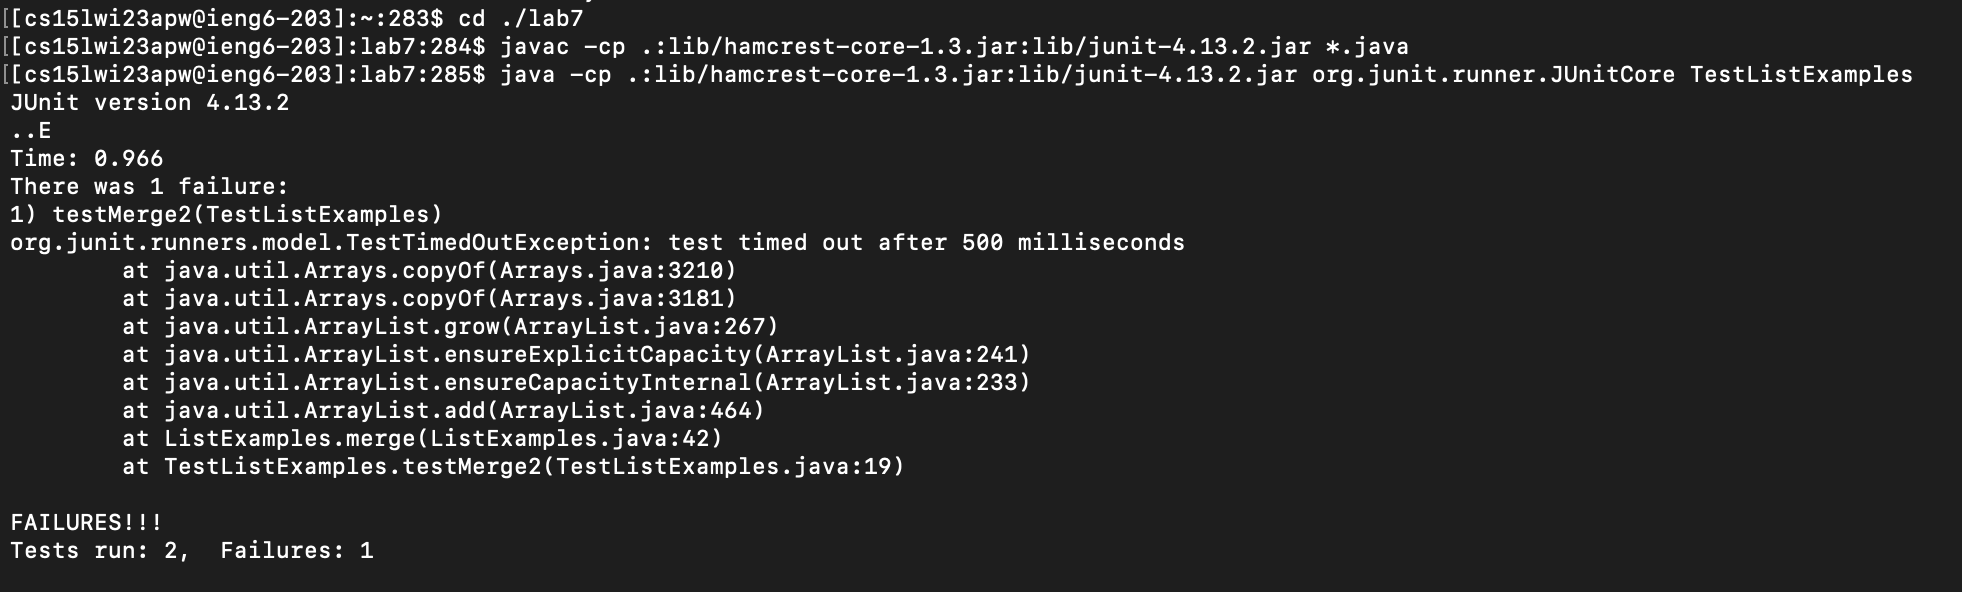 [[cs15lwi23apw@ieng6-203]:~:283$ cd ./lab7
[[cs15lwi23apw@ieng6-203]:lab7:284$ javac -cp .:lib/hamcrest-core-1.3.jar:lib/junit-4.13.2.jar *.java
[[cs15lwi23apw@ieng6-203]:lab7:285$ java -cp .:lib/hamcrest-core-1.3.jar:lib/junit-4.13.2.jar org.junit.runner.JUnitCore TestListExamples
JUnit version 4.13.2
..E
Time: 0.966
There was 1 failure:
1) testMerge2(TestListExamples)
org.junit.runners.model.TestTimedOutException: test timed out after 500 milliseconds
        at java.util.Arrays.copyOf(Arrays.java:3210)
        at java.util.Arrays.copyOf(Arrays.java:3181)
        at java.util.ArrayList.grow(ArrayList.java:267)
        at java.util.ArrayList.ensureExplicitCapacity(ArrayList.java:241)
        at java.util.ArrayList.ensureCapacityInternal(ArrayList.java:233)
        at java.util.ArrayList.add(ArrayList.java:464)
        at ListExamples.merge(ListExamples.java:42)
        at TestListExamples.testMerge2(TestListExamples.java:19)

FAILURES!!!
Tests run: 2,  Failures: 1